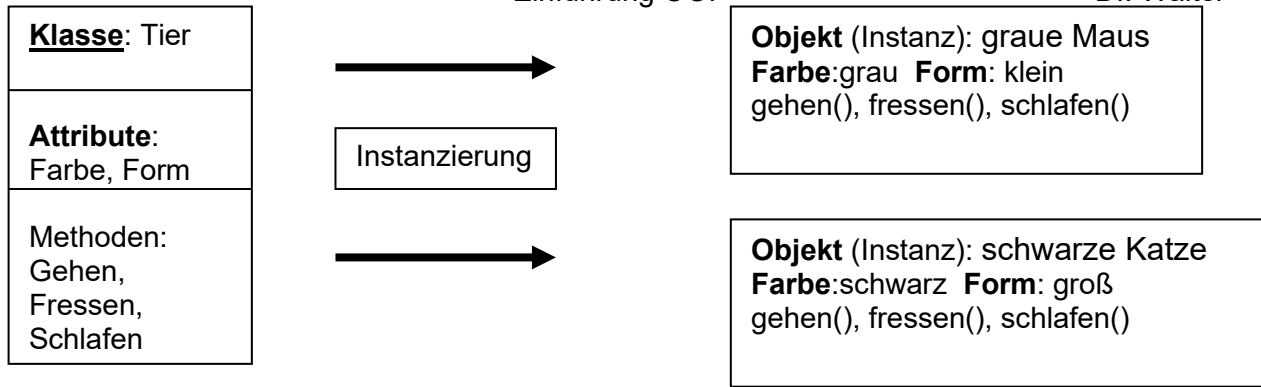 Klasse: Tier
Attribute:
Farbe, Form
Methoden:
Gehen,
Fressen,
Schlafen
Instanzierung
Objekt (Instanz): graue Maus
Farbe:grau Form: klein
gehen(), fressen(), schlafen()
Objekt (Instanz): schwarze Katze
Farbe:schwarz Form: groß
gehen(), fressen(), schlafen()